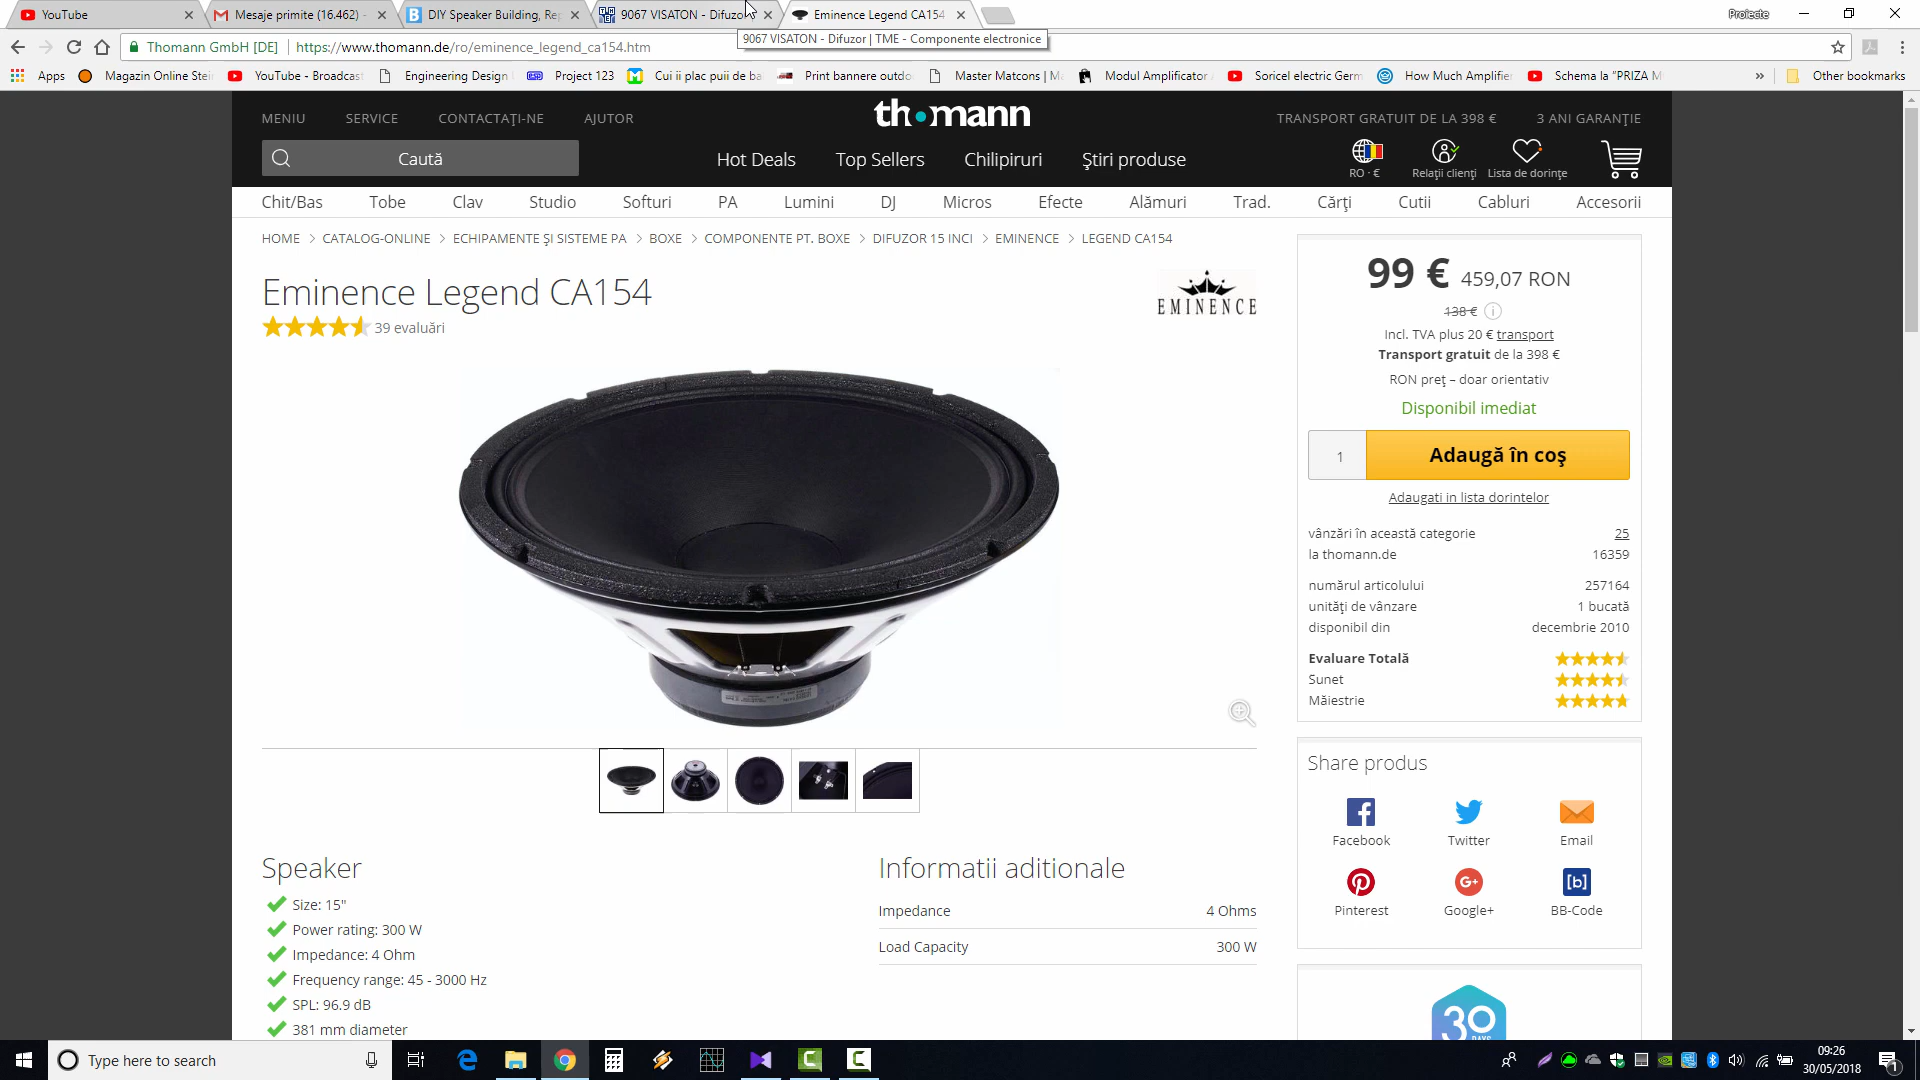 YouTube
Mesaje primite (16.462) -
DIY Speaker Building, Re
9067 VISATON - Difuzo
Eminence Legend CA154
Proiecte
9067 VISATON - Difuzor | TME - Componente electronice
Thomann GmbH [DE]
https://www.thomann.de/ro/eminence_legend_ca154.htm
Apps
Magazin Online Stei
YouTube - Broadcas
Engineering Design
Project 123
Cui ii plac puii de ba
Print bannere outdo
Master Matcons | M
Modul Amplificator
Soricel electric Germ
How Much Amplifie
Schema la "PRIZA M
»
Other bookmarks
MENIU
SERVICE
CONTACTAȚI-NE
AJUTOR
th•mann
TRANSPORT GRATUIT DE LA 398 €
3 ANI GARANȚIE
Caută
Hot Deals
Top Sellers
Chilipiruri
Știri produse
RO · €
Relații clienți
Lista de dorințe
Chit/Bas
Tobe
Clav
Studio
Softuri
PA
Lumini
DJ
Micros
Efecte
Alămuri
Trad.
Cărți
Cutii
Cabluri
Accesorii
HOME > CATALOG-ONLINE > ECHIPAMENTE ȘI SISTEME PA > BOXE > COMPONENTE PT. BOXE > DIFUZOR 15 INCI > EMINENCE > LEGEND CA154
Eminence Legend CA154
39 evaluări
EMINENCE
99 € 459,07 RON
138 €
Incl. TVA plus 20 € transport
Transport gratuit de la 398 €
RON preț – doar orientativ
Disponibil imediat
1
Adaugă în coș
Adaugati in lista dorintelor
vânzări în această categorie 25
la thomann.de 16359
numărul articolului 257164
unități de vânzare 1 bucată
disponibil din decembrie 2010
Evaluare Totală
Sunet
Măiestrie
Share produs
Facebook
Twitter
Email
Pinterest
G+
Google+
[b]
BB-Code
30
DAYS
Speaker
Size: 15"
Power rating: 300 W
Impedance: 4 Ohm
Frequency range: 45 - 3000 Hz
SPL: 96.9 dB
381 mm diameter
Informatii aditionale
Impedance 4 Ohms
Load Capacity 300 W
Type here to search
09:26
30/05/2018
1